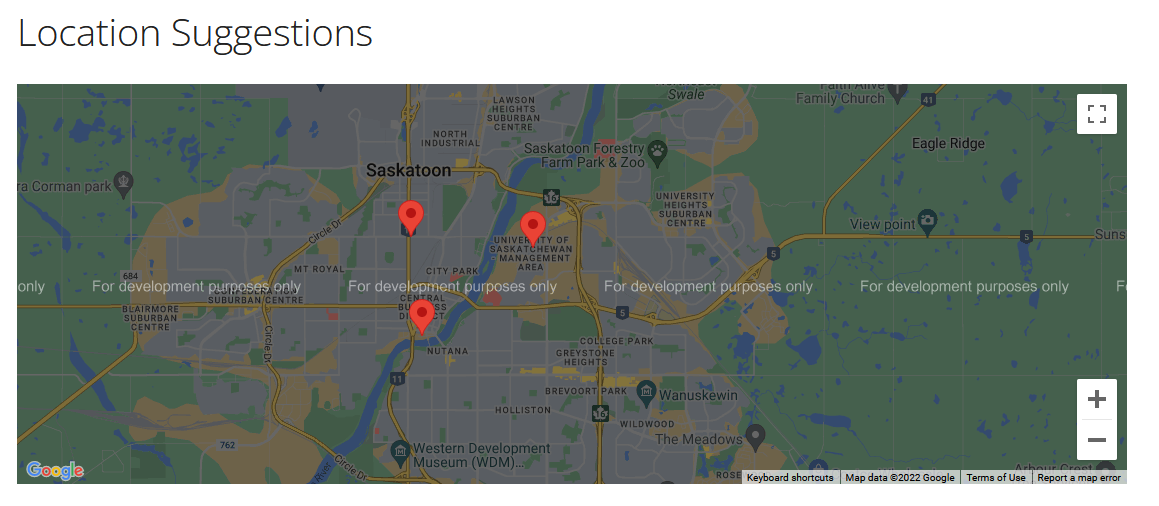 Location Suggestions
Swale
Family Church
41
LAWSON
HEIGHTS
SUBURBAN
CENTRE
NORTH
INDUSTRIAL
Saskatoon Forestry
Farm Park & Zoo
Eagle Ridge
Saskatoon
ra Corman park
16
UNIVERSITY
HEIGHTS
SUBURBAN
CENTRE
View point
Circle Dr
5
Suns
UNIVERSITY OF
SASKATCHEWAN
MANAGEMENT
AREA
5
MT ROYAL
CITY PARK
684
only
For development purposes only
For development purposes only
For development purposes only
For development purposes only
CONFEDERATION
SUBURBAN CENTRE
CENTRAL
BUSINESS
DISTRICT
BLAIRMORE
SUBURBAN
CENTRE
5
Circle Dr
COLLEGE PARK
NUTANA
GREYSTONE
HEIGHTS
11
BREVOORT PARK
Wanuskewin
HOLLISTON
16
WILDWOOD
The Meadows
762
Western Development
Museum (WDM)...
Circle Dr
River
ROSE
Arbour Crest
Google
Keyboard shortcuts
Map data ©2022 Google
Terms of Use
Report a map error